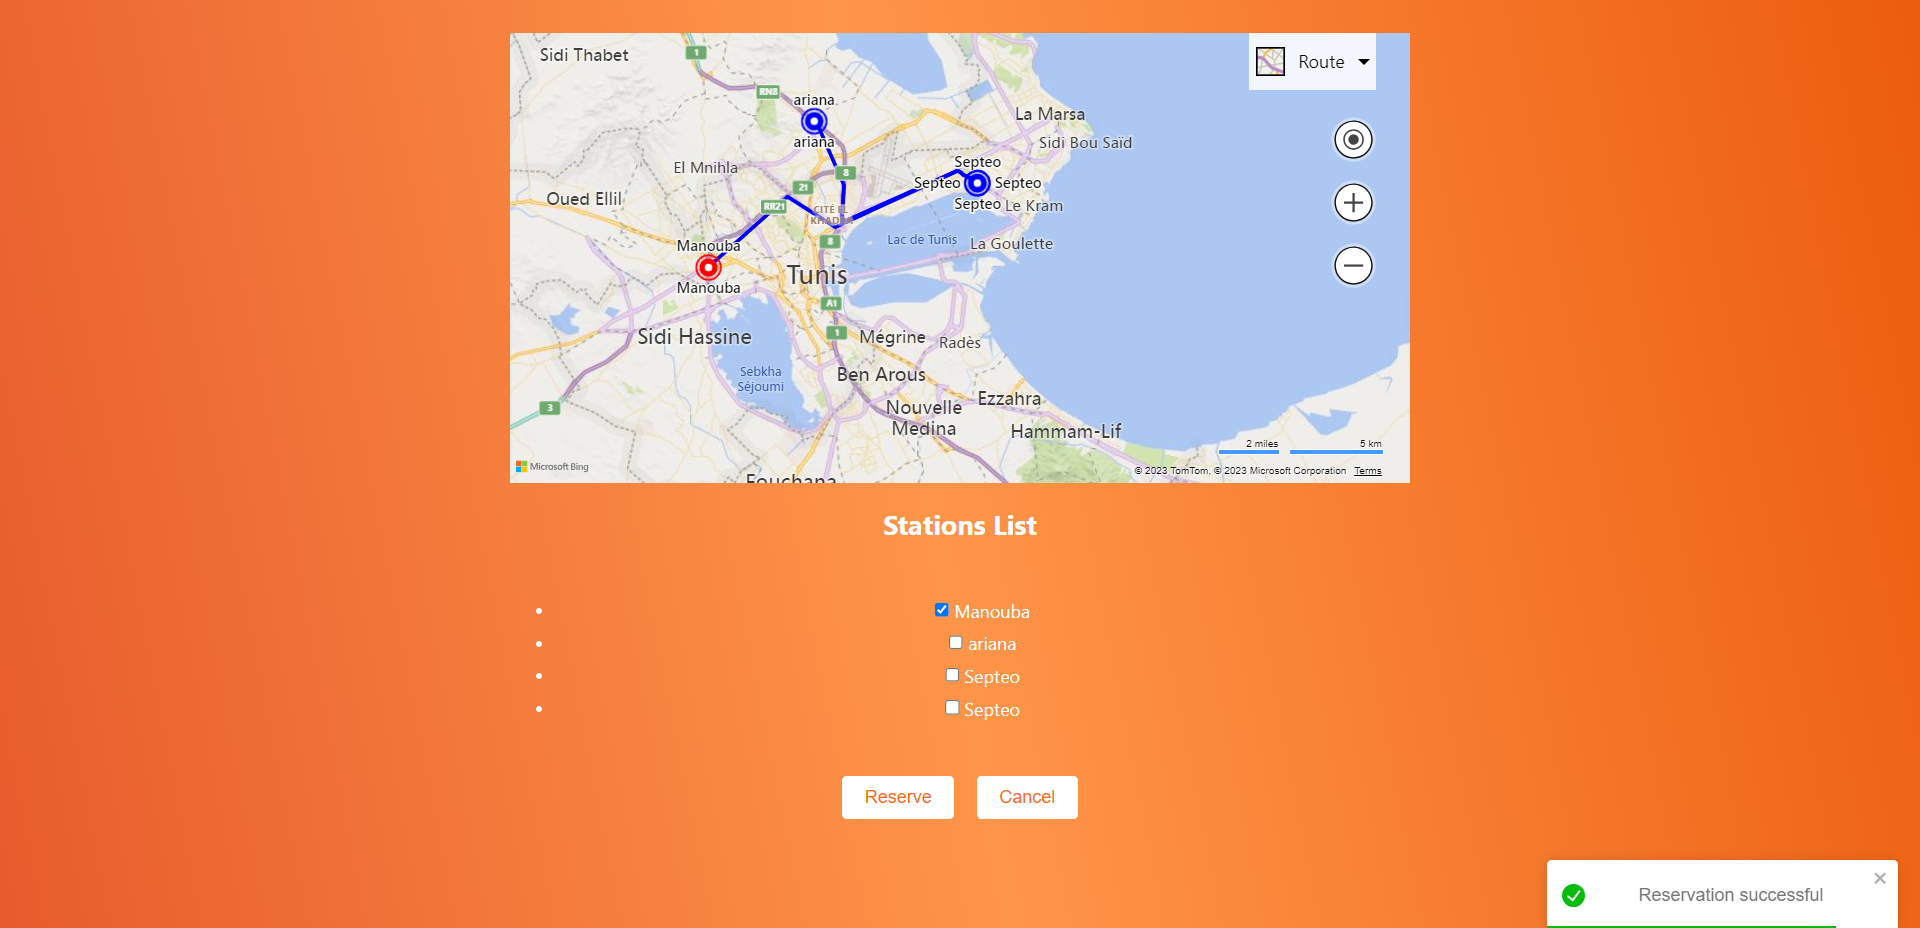 Sidi Thabet
1
Route
RN8
ariana
La Marsa
ariana
Sidi Bou Saïd
Septeo
El Mnihla
8
Septeo
Septeo
21
Oued Ellil
RR21
Septeo
Le Kram
CITÉ EL
KHADRA
Manouba
8
Lac de Tunis
La Goulette
Tunis
Manouba
A1
Sidi Hassine
1
Mégrine
Radès
Sebkha
Séjoumi
Ben Arous
3
Nouvelle
Medina
Ezzahra
Hammam-Lif
2 miles
5 km
Microsoft Bing
© 2023 TomTom, © 2023 Microsoft Corporation
Terms
Fouchana
Stations List
Manouba
ariana
Septeo
Septeo
Reserve
Cancel
Reservation successful